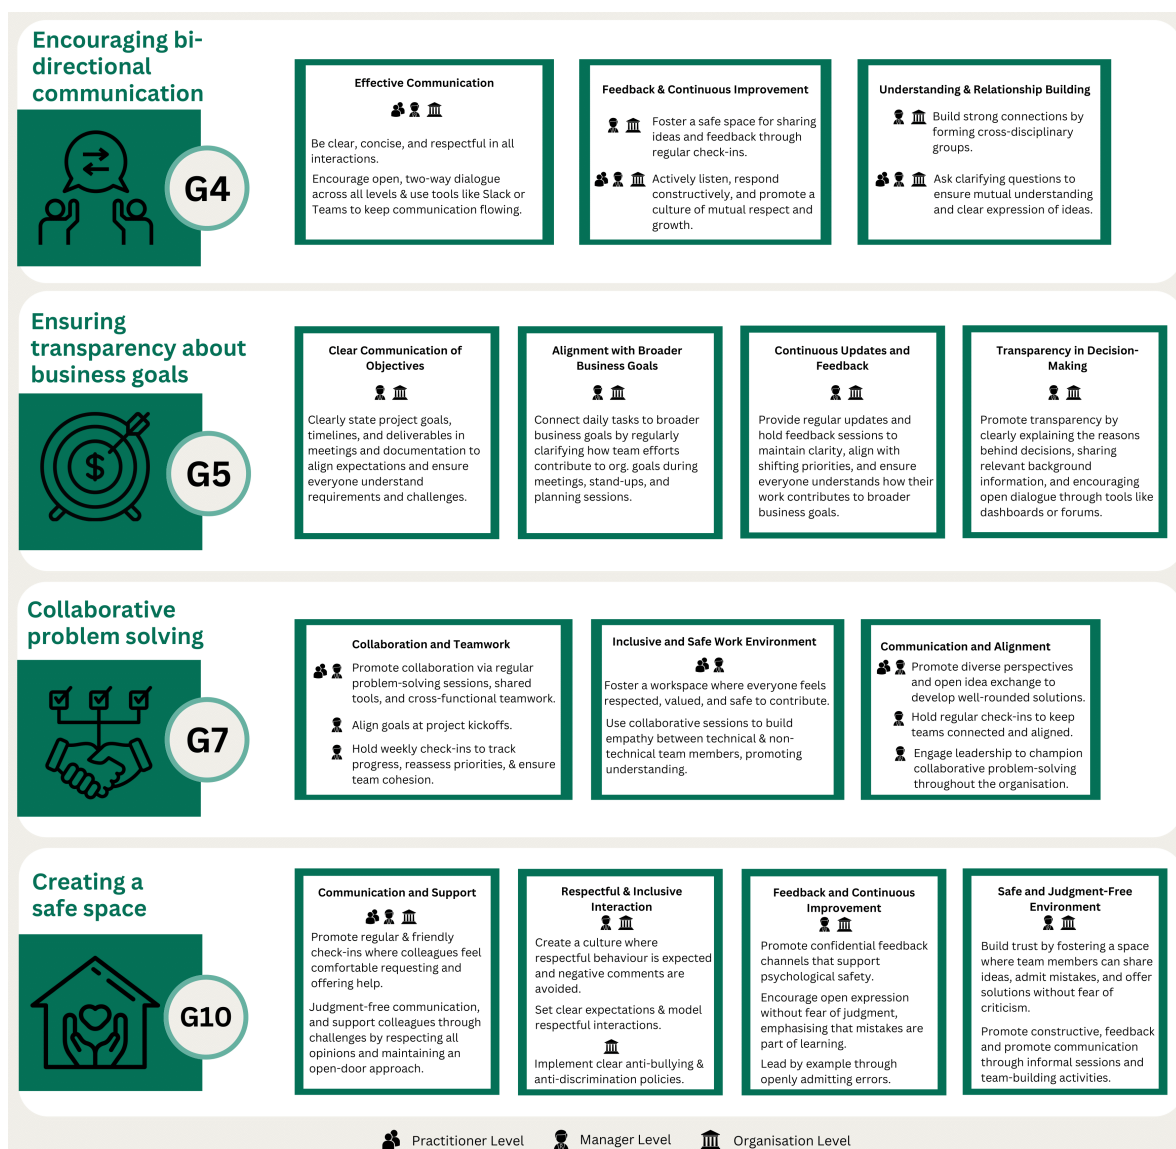 Encouraging bi-
directional
communication
G4
Effective Communication
Be clear, concise, and respectful in all
interactions.
Encourage open, two-way dialogue
across all levels & use tools like Slack or
Teams to keep communication flowing.
Feedback & Continuous Improvement
Foster a safe space for sharing
ideas and feedback through
regular check-ins.
Actively listen, respond
constructively, and promote a
culture of mutual respect and
growth.
Understanding & Relationship Building
Build strong connections by
forming cross-disciplinary
groups.
Ask clarifying questions to
ensure mutual understanding
and clear expression of ideas.
Ensuring
transparency about
business goals
$
G5
Clear Communication of
Objectives
Clearly state project goals,
timelines, and deliverables in
meetings and documentation to
align expectations and ensure
everyone understand
requirements and challenges.
Alignment with Broader
Business Goals
Connect daily tasks to broader
business goals by regularly
clarifying how team efforts
contribute to org. goals during
meetings, stand-ups, and
planning sessions.
Continuous Updates and
Feedback
Provide regular updates and
hold feedback sessions to
maintain clarity, align with
shifting priorities, and ensure
everyone understands how their
work contributes to broader
business goals.
Transparency in Decision-
Making
Promote transparency by
clearly explaining the reasons
behind decisions, sharing
relevant background
information, and encouraging
open dialogue through tools like
dashboards or forums.
Collaborative
problem solving
G7
Collaboration and Teamwork
Promote collaboration via regular
problem-solving sessions, shared
tools, and cross-functional teamwork.
Align goals at project kickoffs.
Hold weekly check-ins to track
progress, reassess priorities, & ensure
team cohesion.
Inclusive and Safe Work Environment
Foster a workspace where everyone feels
respected, valued, and safe to contribute.
Use collaborative sessions to build
empathy between technical & non-
technical team members, promoting
understanding.
Communication and Alignment
Promote diverse perspectives
and open idea exchange to
develop well-rounded solutions.
Hold regular check-ins to keep
teams connected and aligned.
Engage leadership to champion
collaborative problem-solving
throughout the organisation.
Creating a
safe space
G10
Communication and Support
Promote regular & friendly
check-ins where colleagues feel
comfortable requesting and
offering help.
Judgment-free communication,
and support colleagues through
challenges by respecting all
opinions and maintaining an
open-door approach.
Respectful & Inclusive
Interaction
Create a culture where
respectful behaviour is expected
and negative comments are
avoided.
Set clear expectations & model
respectful interactions.
Implement clear anti-bullying &
anti-discrimination policies.
Feedback and Continuous
Improvement
Promote confidential feedback
channels that support
psychological safety.
Encourage open expression
without fear of judgment,
emphasising that mistakes are
part of learning.
Lead by example through
openly admitting errors.
Safe and Judgment-Free
Environment
Build trust by fostering a space
where team members can share
ideas, admit mistakes, and offer
solutions without fear of
criticism.
Promote constructive, feedback
and promote communication
through informal sessions and
team-building activities.
Practitioner Level
Manager Level
Organisation Level